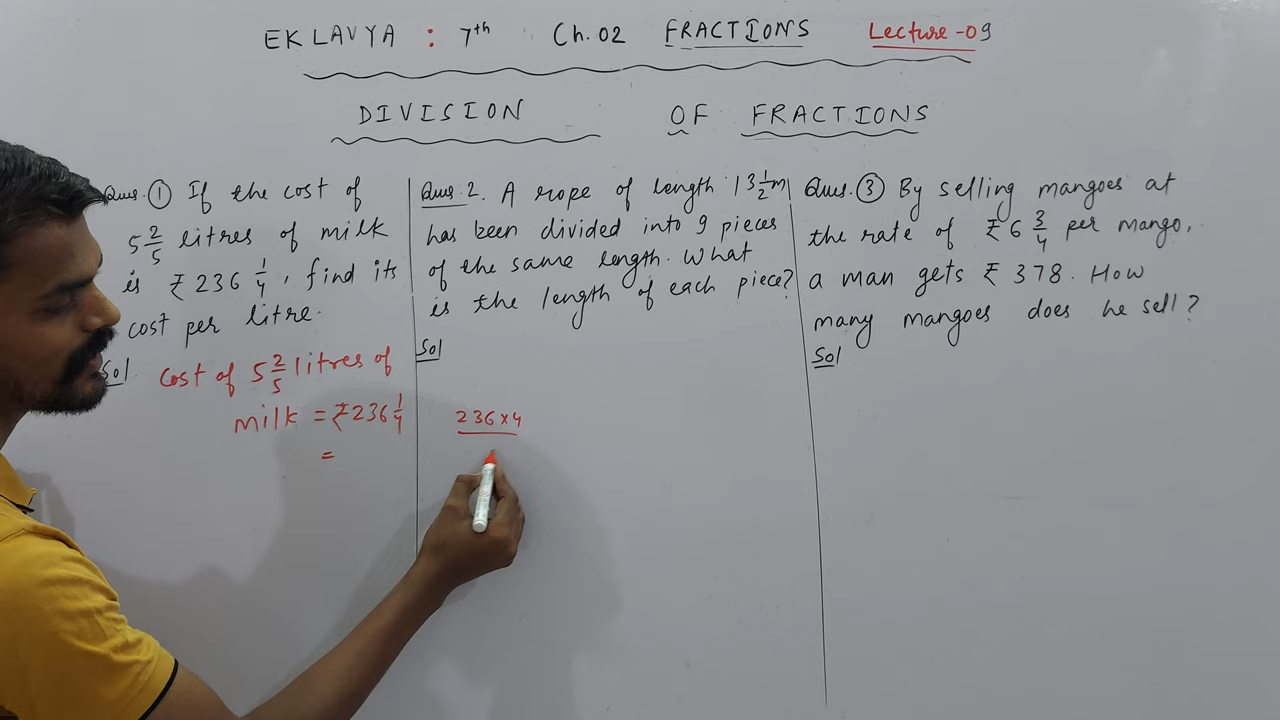 EKLAVYA : 7th Ch. 02 FRACTIONS Lecture-09
DIVISION OF FRACTIONS
Ques. ① If the cost of
5 2/5 litres of milk
is ₹ 236 1/4, find its
cost per litre.
Sol. Cost of 5 2/5 litres of
milk = ₹ 236 1/4
=
Ques. 2. A rope of length 13 1/2 m
has been divided into 9 pieces
of the same length. What
is the length of each piece?
Sol
236 x 4
Ques. ③ By selling mangoes at
the rate of ₹6 3/4 per mango,
a man gets ₹ 378. How
many mangoes does he sell?
Sol